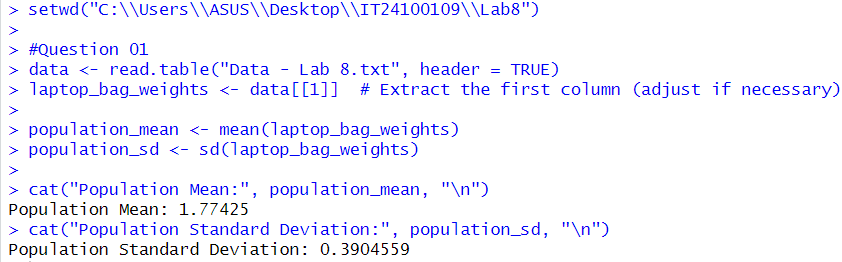 > setwd("C:\\Users\\ASUS\\Desktop\\IT24100109\\Lab8")
>
> #Question 01
> data <- read.table("Data - Lab 8.txt", header = TRUE)
> laptop_bag_weights <- data[[1]]  # Extract the first column (adjust if necessary)
>
> population_mean <- mean(laptop_bag_weights)
> population_sd <- sd(laptop_bag_weights)
>
> cat("Population Mean:", population_mean, "\n")
Population Mean: 1.77425
> cat("Population Standard Deviation:", population_sd, "\n")
Population Standard Deviation: 0.3904559